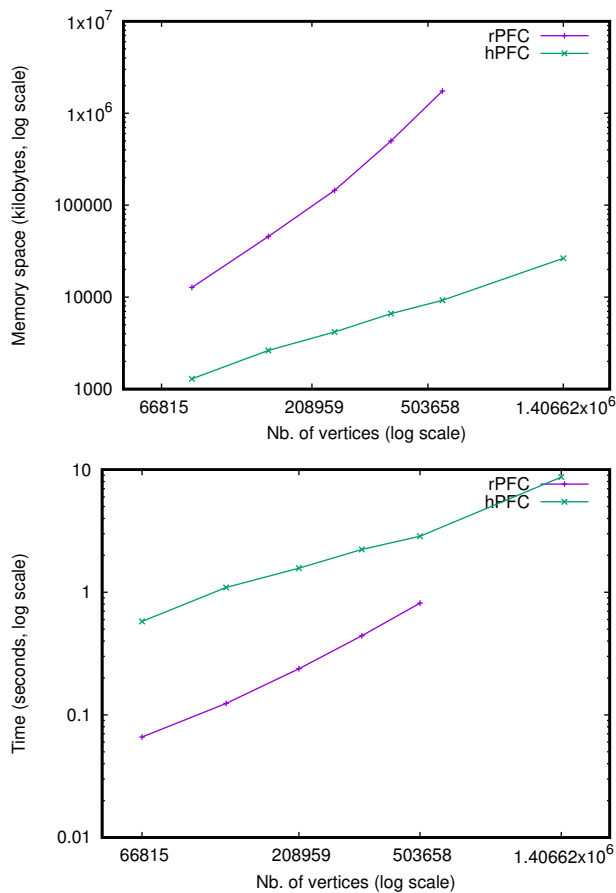 1x10^7
1x10^6
100000
10000
1000
Memory space (kilobytes, log scale)
rPFC
hPFC
66815
208959
503658
1.40662x10^6
Nb. of vertices (log scale)
10
1
0.1
0.01
Time (seconds, log scale)
rPFC
hPFC
66815
208959
503658
1.40662x10^6
Nb. of vertices (log scale)